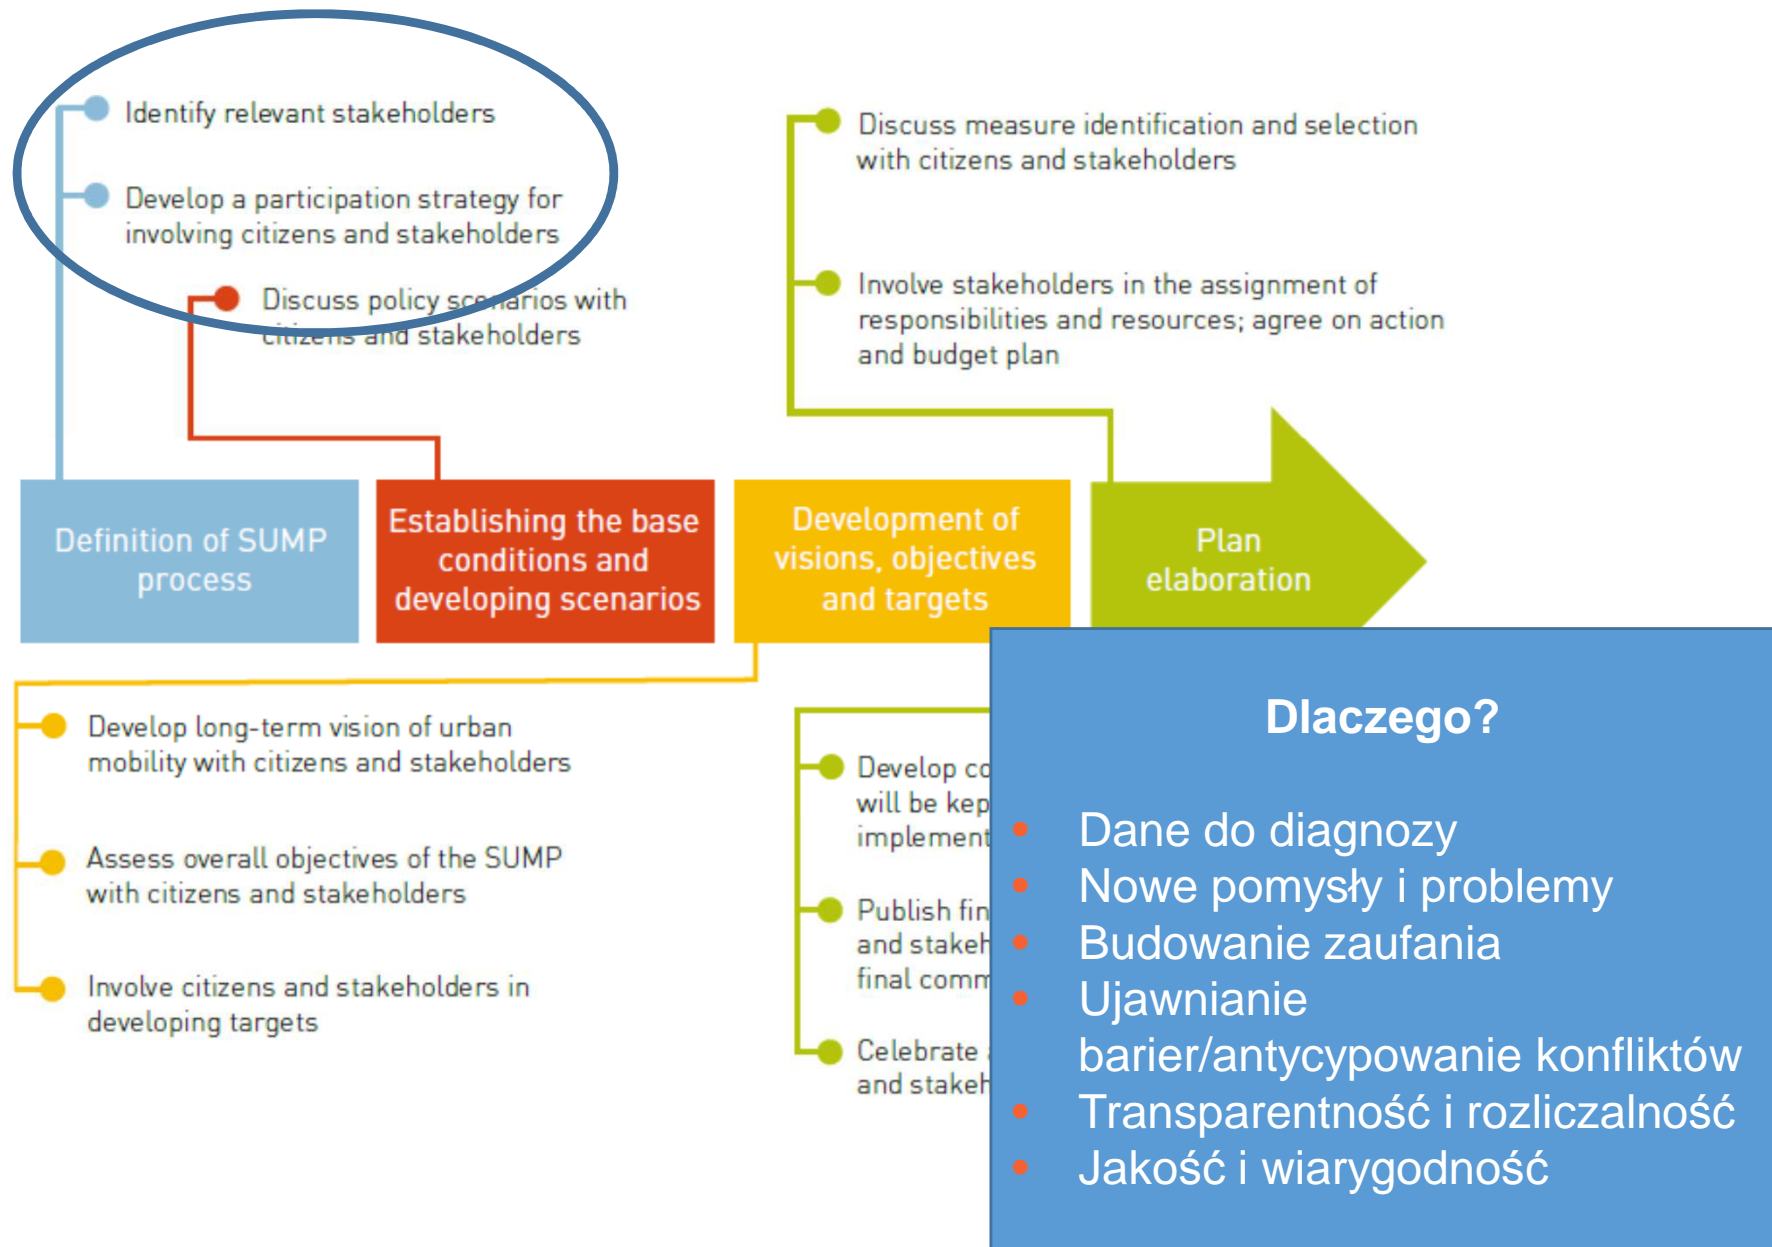 Identify relevant stakeholders
Develop a participation strategy for
involving citizens and stakeholders
Discuss policy scenarios with
citizens and stakeholders
Discuss measure identification and selection
with citizens and stakeholders
Involve stakeholders in the assignment of
responsibilities and resources; agree on action
and budget plan
Definition of SUMP
process
Establishing the base
conditions and
developing scenarios
Development of
visions, objectives
and targets
Plan
elaboration
Develop long-term vision of urban
mobility with citizens and stakeholders
Assess overall objectives of the SUMP
with citizens and stakeholders
Involve citizens and stakeholders in
developing targets
Develop
will be
Publish
and
final
Celebrate
and
Dlaczego?
• Dane do diagnozy
• Nowe pomysły i problemy
• Budowanie zaufania
• Ujawnianie
barier/antycypowanie konfliktów
• Transparentność i rozliczalność
• Jakość i wiarygodność